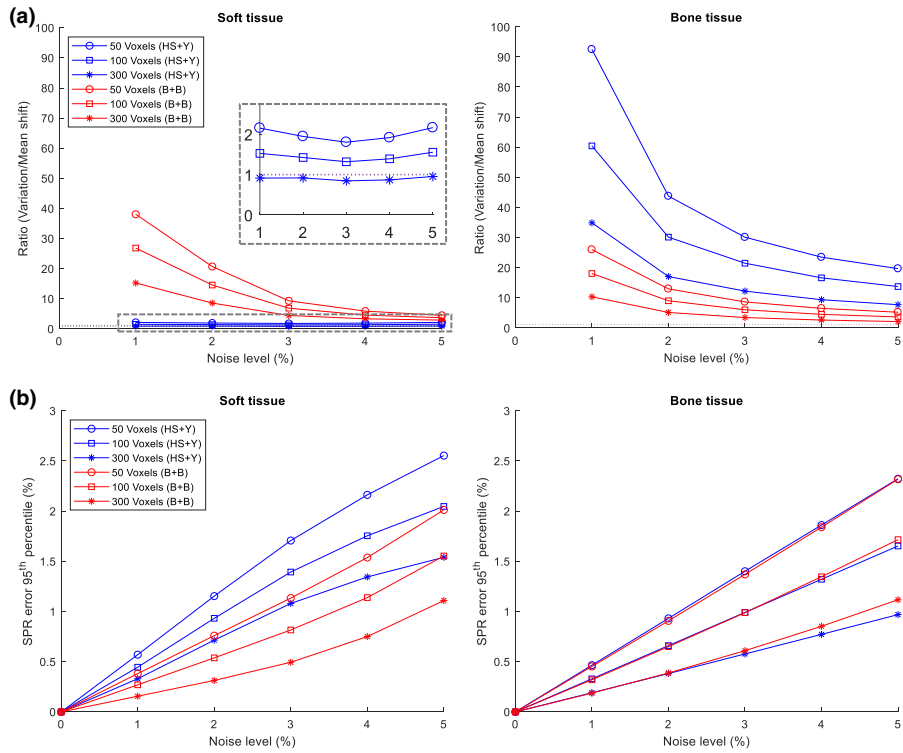 (a)
Soft tissue
Ratio (Variation/Mean shift)
100
90
80
70
60
50
40
30
20
10
0
50 Voxels (HS+Y)
100 Voxels (HS+Y)
300 Voxels (HS+Y)
50 Voxels (B+B)
100 Voxels (B+B)
300 Voxels (B+B)
2
1
0
1 2 3 4 5
0 1 2 3 4 5
Noise level (%)
Bone tissue
Ratio (Variation/Mean shift)
100
90
80
70
60
50
40
30
20
10
0
0 1 2 3 4 5
Noise level (%)
(b)
Soft tissue
SPR error 95th percentile (%)
3
2.5
2
1.5
1
0.5
0
50 Voxels (HS+Y)
100 Voxels (HS+Y)
300 Voxels (HS+Y)
50 Voxels (B+B)
100 Voxels (B+B)
300 Voxels (B+B)
0 1 2 3 4 5
Noise level (%)
Bone tissue
SPR error 95th percentile (%)
3
2.5
2
1.5
1
0.5
0
0 1 2 3 4 5
Noise level (%)